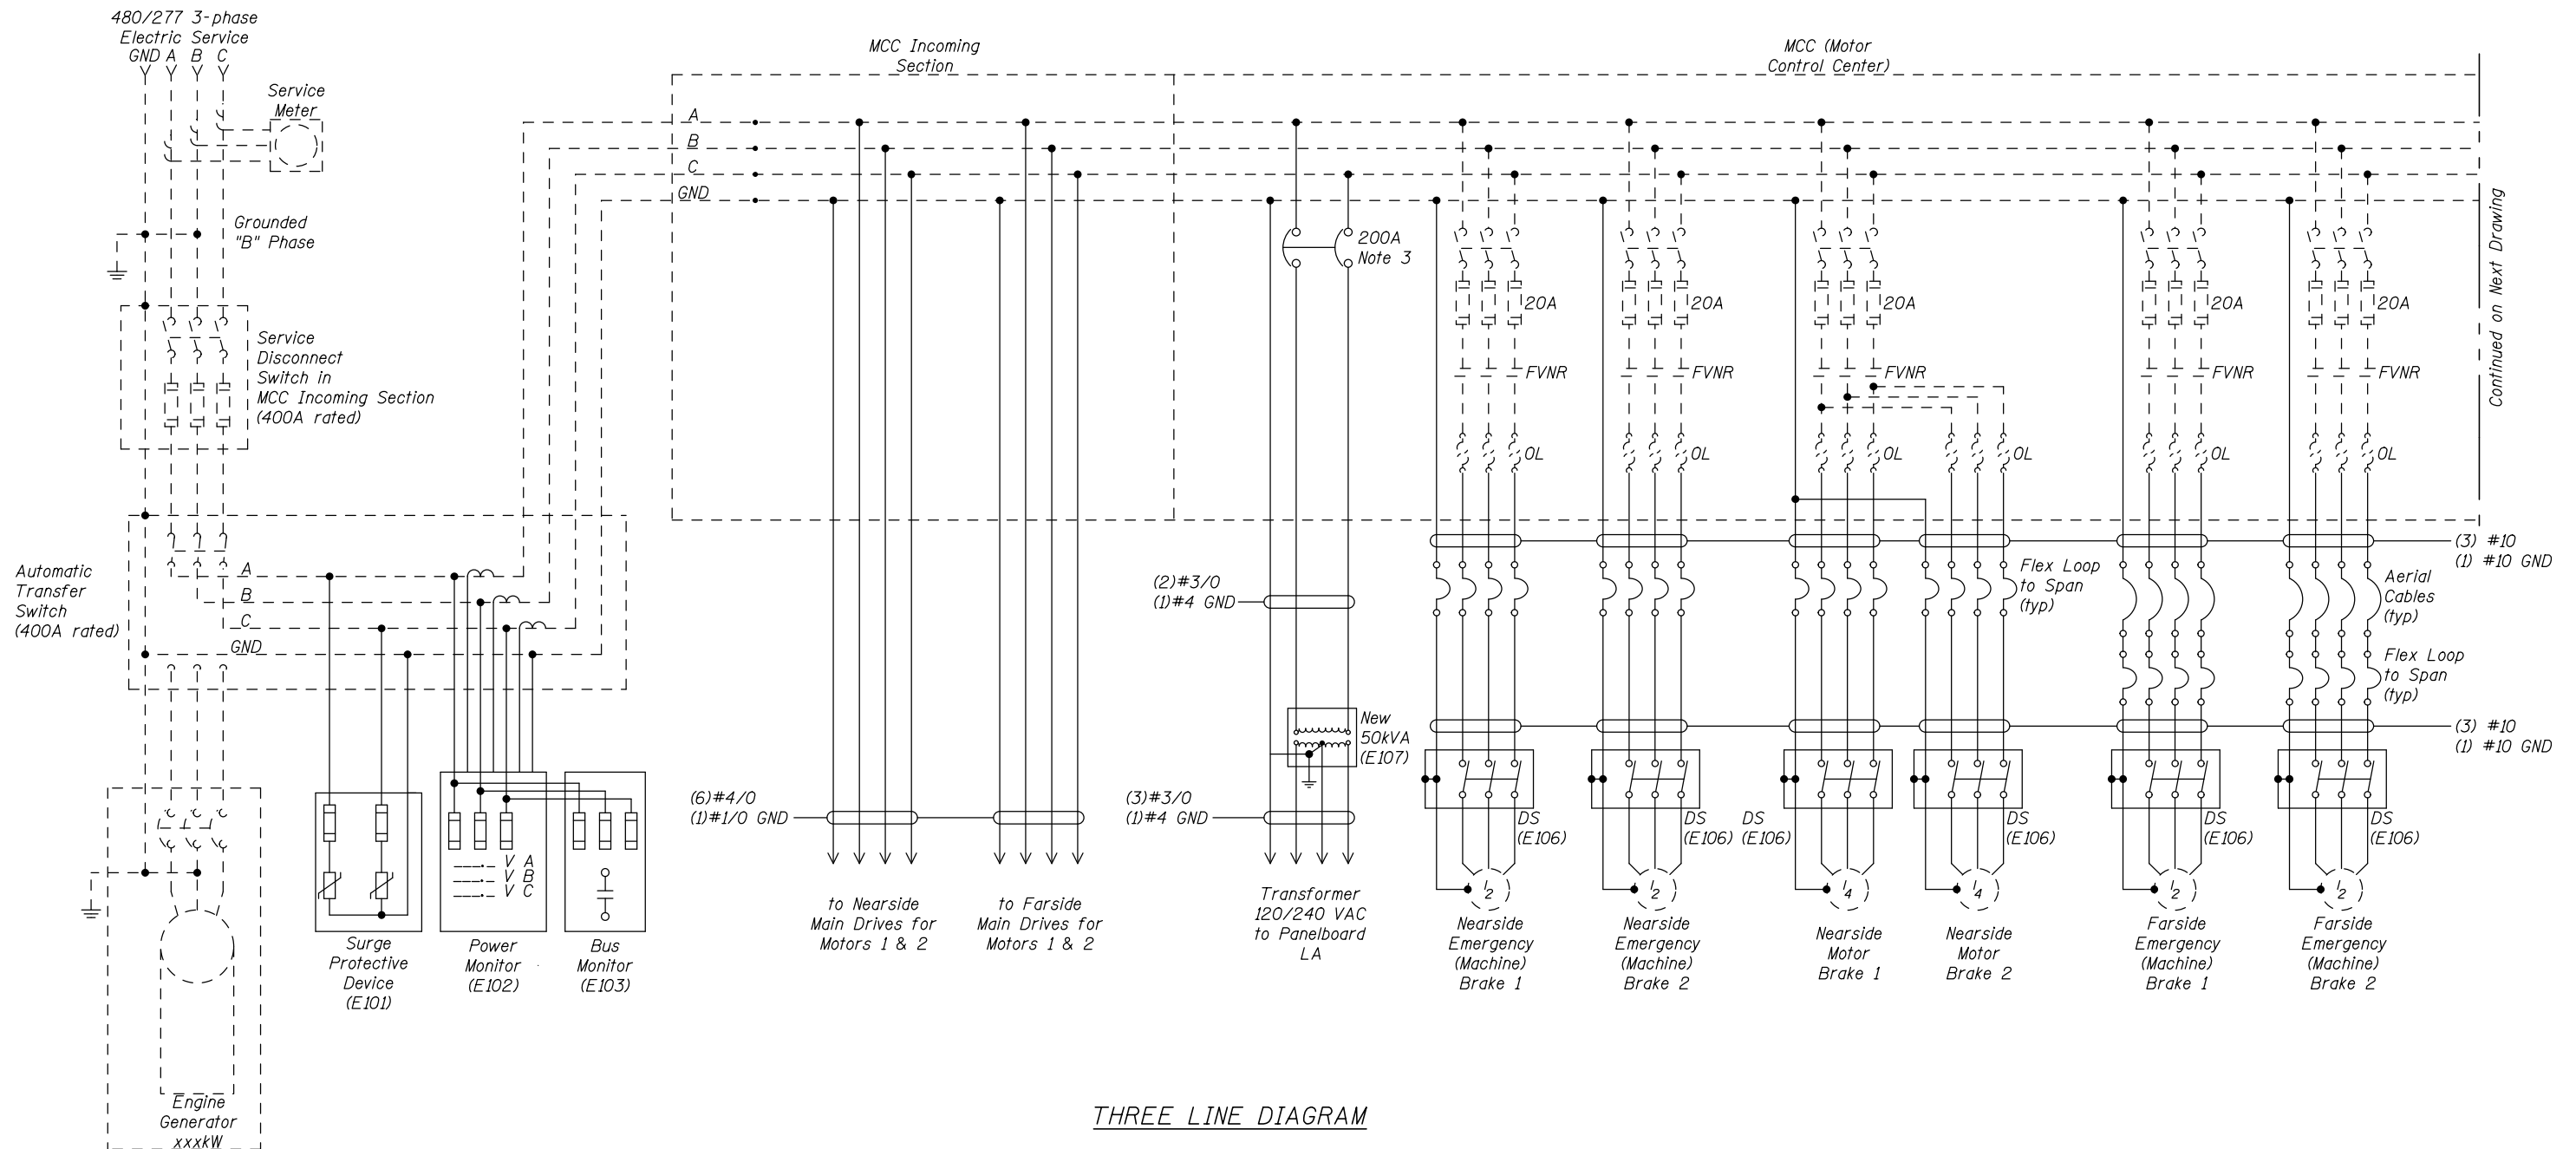 480/277 3-phase
Electric Service
GND A B C
Service
Meter
Grounded
"B" Phase
Service
Disconnect
Switch in
MCC Incoming Section
(400A rated)
Automatic
Transfer
Switch
(400A rated)
A
B
C
GND
Engine
Generator
xxxkW
Surge
Protective
Device
(E101)
V A
V B
V C
Power
Monitor
(E102)
Bus
Monitor
(E103)
MCC Incoming
Section
A
B
C
GND
(6)#4/0
(1)#1/0 GND
to Nearside
Main Drives for
Motors 1 & 2
to Farside
Main Drives for
Motors 1 & 2
MCC (Motor
Control Center)
200A
Note 3
(2)#3/0
(1)#4 GND
New
50kVA
(E107)
(3)#3/0
(1)#4 GND
Transformer
120/240 VAC
to Panelboard
LA
20A
FVNR
OL
DS
(E106)
1/2
Nearside
Emergency
(Machine)
Brake 1
20A
FVNR
OL
DS
(E106)
1/2
Nearside
Emergency
(Machine)
Brake 2
20A
FVNR
OL
DS
(E106)
1/4
Nearside
Motor
Brake 1
OL
Flex Loop
to Span
(typ)
DS
(E106)
1/4
Nearside
Motor
Brake 2
20A
FVNR
OL
DS
(E106)
1/2
Farside
Emergency
(Machine)
Brake 1
20A
FVNR
OL
DS
(E106)
1/2
Farside
Emergency
(Machine)
Brake 2
Continued on Next Drawing
(3) #10
(1) #10 GND
Aerial
Cables
(typ)
Flex Loop
to Span
(typ)
(3) #10
(1) #10 GND
THREE LINE DIAGRAM